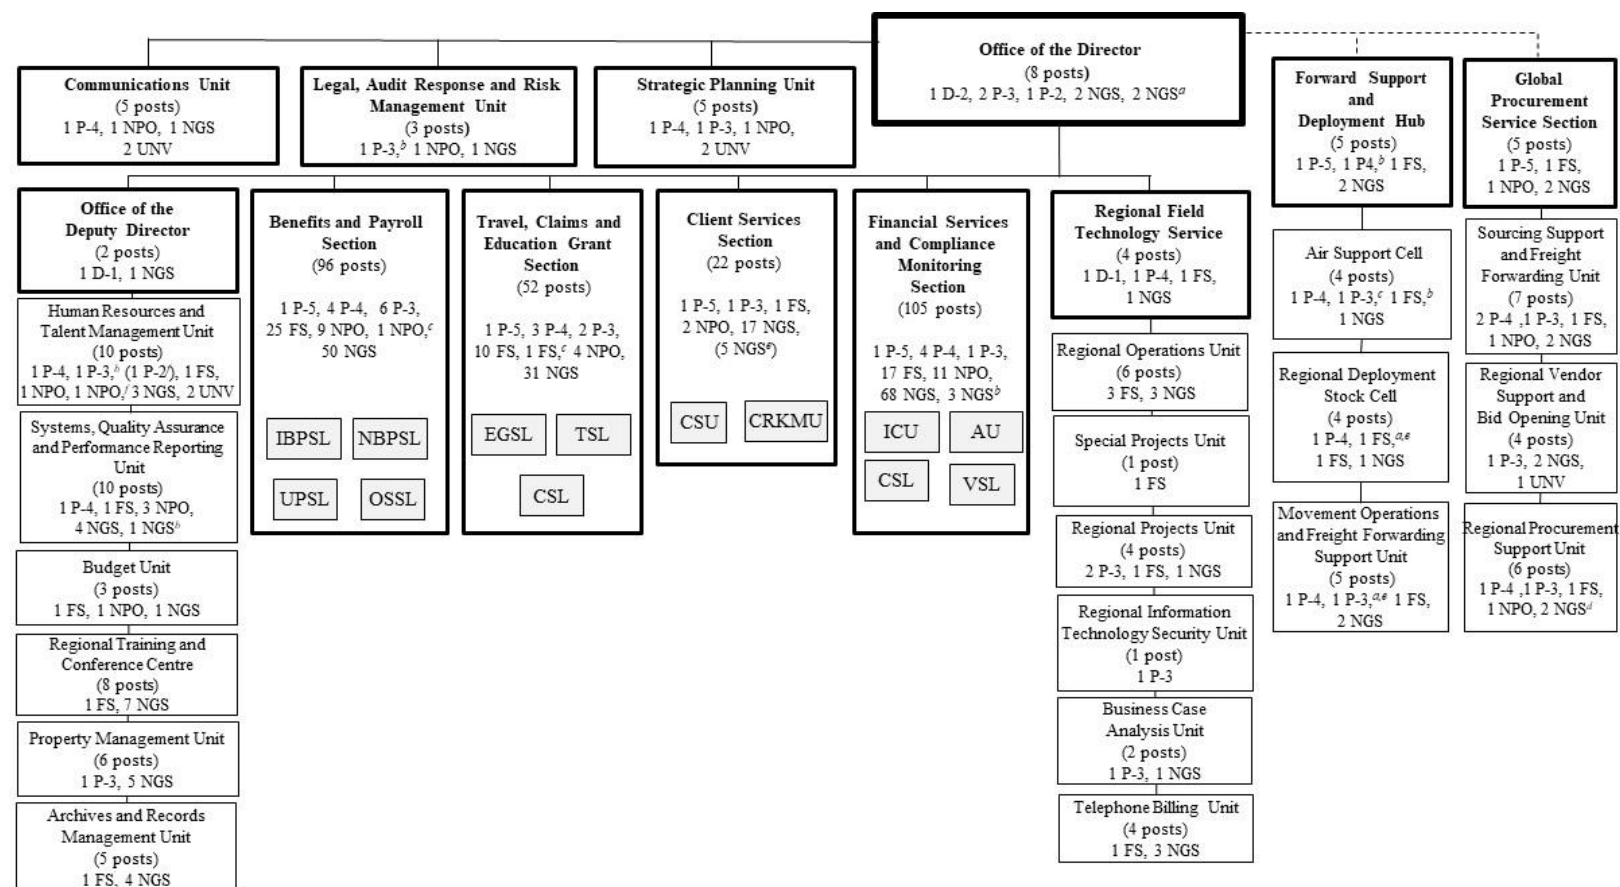 Office of the Director
(8 posts)
1 D-2, 2 P-3, 1 P-2, 2 NGS, 2 NGSᵃ
Communications Unit
(5 posts)
1 P-4, 1 NPO, 1 NGS
2 UNV
Legal, Audit Response and Risk
Management Unit
(3 posts)
1 P-3,ᵇ 1 NPO, 1 NGS
Strategic Planning Unit
(5 posts)
1 P-4, 1 P-3, 1 NPO,
2 UNV
Forward Support
and
Deployment Hub
(5 posts)
1 P-5, 1 P4,ᵇ 1 FS,
2 NGS
Global
Procurement
Service Section
(5 posts)
1 P-5, 1 FS,
1 NPO, 2 NGS
Office of the
Deputy Director
(2 posts)
1 D-1, 1 NGS
Human Resources and
Talent Management Unit
(10 posts)
1 P-4, 1 P-3,ᵇ (1 P-2ᶠ), 1 FS,
1 NPO, 1 NPO,ᶠ 3 NGS, 2 UNV
Systems, Quality Assurance
and Performance Reporting
Unit
(10 posts)
1 P-4, 1 FS, 3 NPO,
4 NGS, 1 NGSᵇ
Budget Unit
(3 posts)
1 FS, 1 NPO, 1 NGS
Regional Training and
Conference Centre
(8 posts)
1 FS, 7 NGS
Property Management Unit
(6 posts)
1 P-3, 5 NGS
Archives and Records
Management Unit
(5 posts)
1 FS, 4 NGS
Benefits and Payroll
Section
(96 posts)
1 P-5, 4 P-4, 6 P-3,
25 FS, 9 NPO, 1 NPO,ᶜ
50 NGS
IBPSL NBPSL
UPSL OSSL
Travel, Claims and
Education Grant
Section
(52 posts)
1 P-5, 3 P-4, 2 P-3,
10 FS, 1 FS,ᶜ 4 NPO,
31 NGS
EGSL TSL
CSL
Client Services
Section
(22 posts)
1 P-5, 1 P-3, 1 FS,
2 NPO, 17 NGS,
(5 NGSᵉ)
CSU CRKMU
Financial Services
and Compliance
Monitoring
Section
(105 posts)
1 P-5, 4 P-4, 1 P-3,
17 FS, 11 NPO,
68 NGS, 3 NGSᵇ
ICU AU
CSL VSL
Regional Field
Technology Service
(4 posts)
1 D-1, 1 P-4, 1 FS,
1 NGS
Regional Operations Unit
(6 posts)
3 FS, 3 NGS
Special Projects Unit
(1 post)
1 FS
Regional Projects Unit
(4 posts)
2 P-3, 1 FS, 1 NGS
Regional Information
Technology Security Unit
(1 post)
1 P-3
Business Case
Analysis Unit
(2 posts)
1 P-3, 1 NGS
Telephone Billing Unit
(4 posts)
1 FS, 3 NGS
Air Support Cell
(4 posts)
1 P-4, 1 P-3,ᶜ 1 FS,ᵇ
1 NGS
Regional Deployment
Stock Cell
(4 posts)
1 P-4, 1 FS,ᵃ,ᵉ
1 FS, 1 NGS
Movement Operations
and Freight Forwarding
Support Unit
(5 posts)
1 P-4, 1 P-3,ᵃ,ᵉ 1 FS,
2 NGS
Sourcing Support
and Freight
Forwarding Unit
(7 posts)
2 P-4 ,1 P-3, 1 FS,
1 NPO, 2 NGS
Regional Vendor
Support and
Bid Opening Unit
(4 posts)
1 P-3, 2 NGS,
1 UNV
Regional Procurement
Support Unit
(6 posts)
1 P-4 ,1 P-3, 1 FS,
1 NPO, 2 NGSᵈ